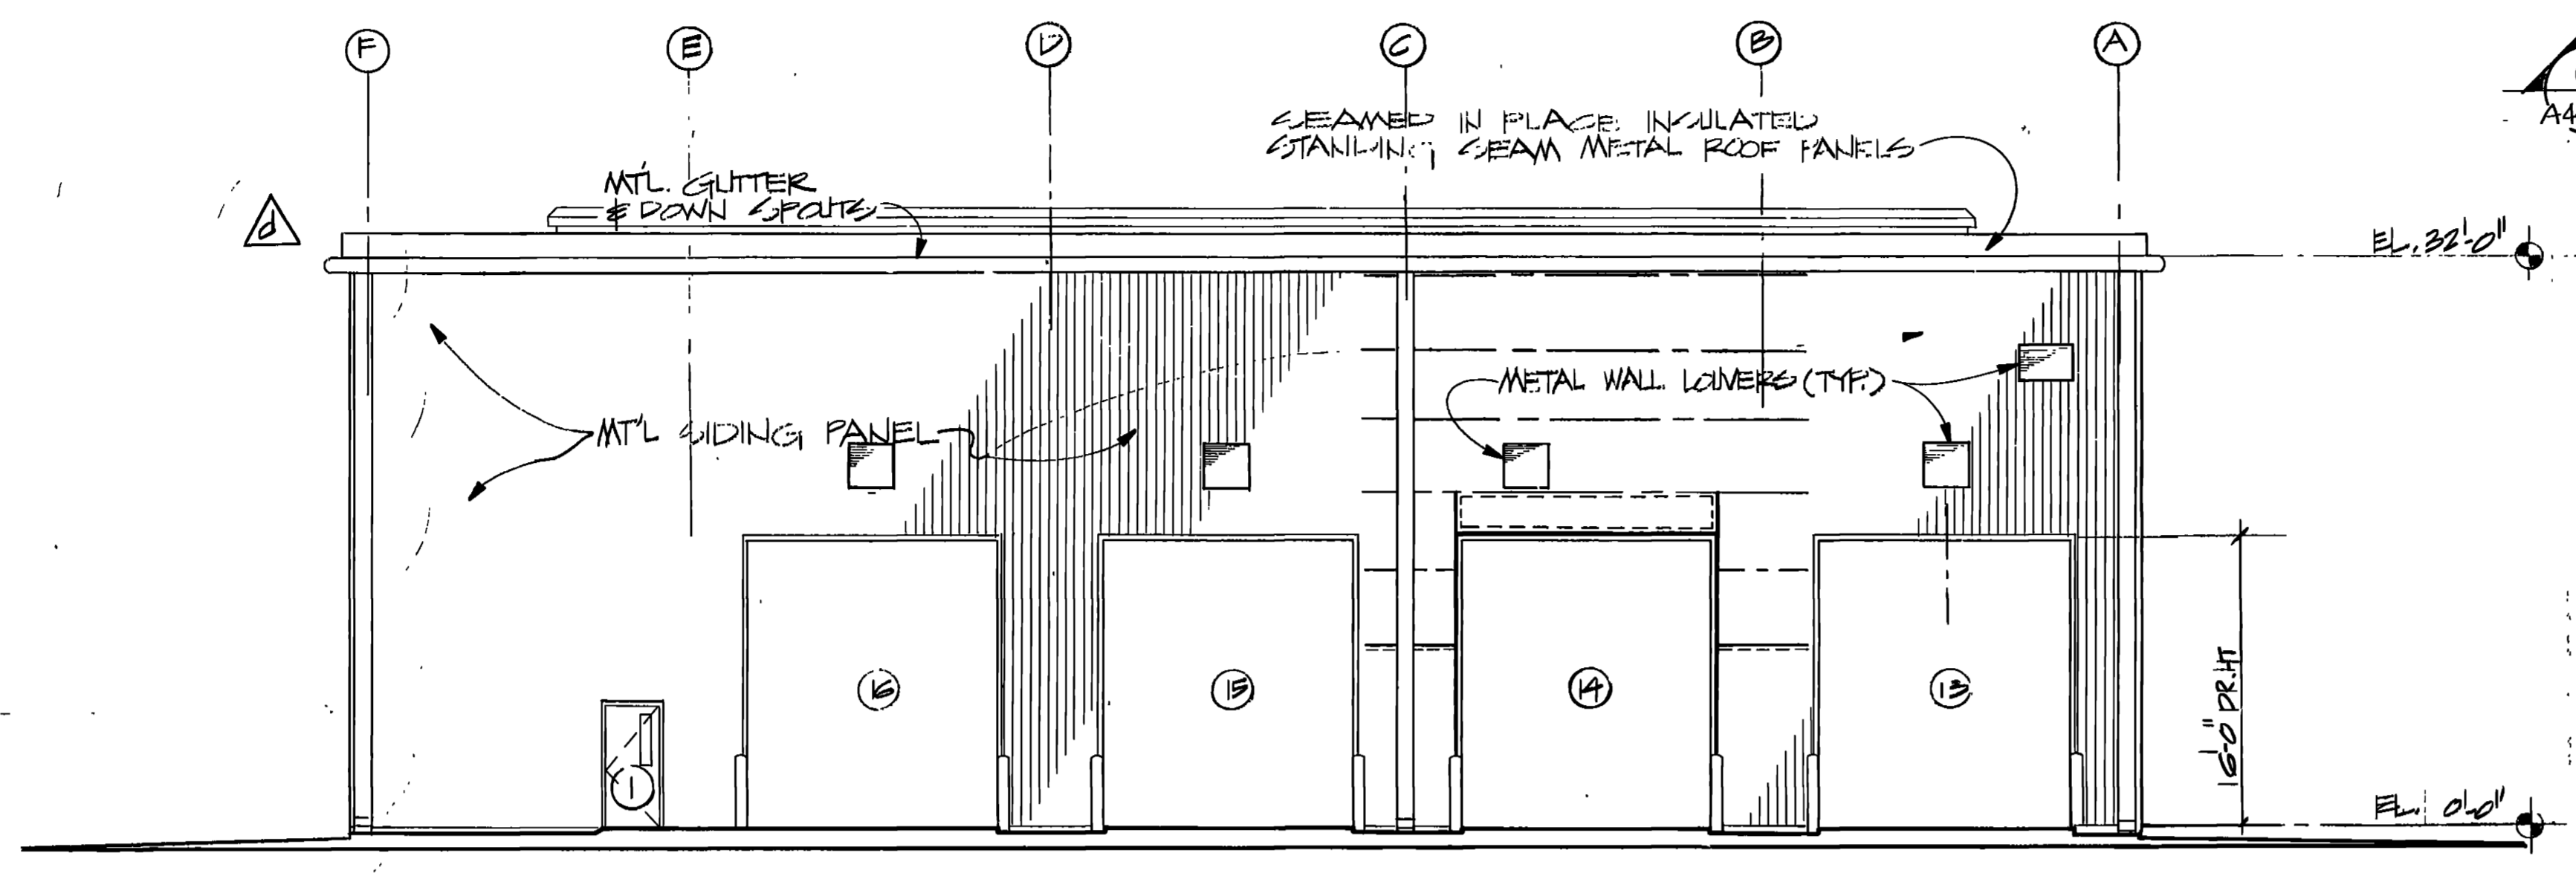 F E D C B A
SEAMED IN PLACE INSULATED
STANDING SEAM METAL ROOF PANELS
A4
MT'L. GUTTER
& DOWN SPOUTS
d
EL. 32'-0"
METAL WALL LOUVERS (TYP.)
MT'L SIDING PANEL
16 15 14 13
16'-0" DR. HT
1
EL. 0'-0"